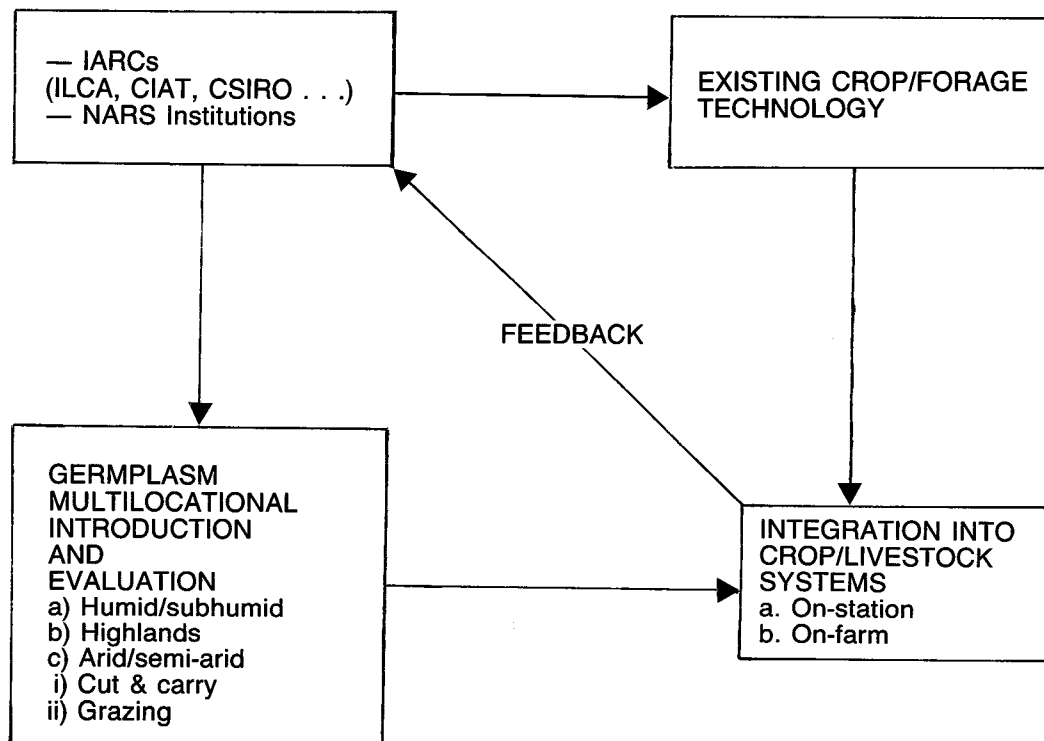 — IARCs
(ILCA, CIAT, CSIRO . . .)
— NARS Institutions
EXISTING CROP/FORAGE
TECHNOLOGY
FEEDBACK
GERMPLASM
MULTILOCATIONAL
INTRODUCTION
AND
EVALUATION
a) Humid/subhumid
b) Highlands
c) Arid/semi-arid
i) Cut & carry
ii) Grazing
INTEGRATION INTO
CROP/LIVESTOCK
SYSTEMS
a. On-station
b. On-farm